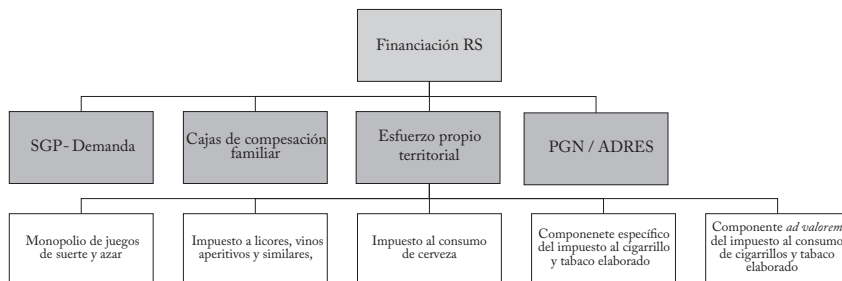 Financiación RS
SGP - Demanda
Cajas de compesación
familiar
Esfuerzo propio
territorial
PGN / ADRES
Monopolio de juegos
de suerte y azar
Impuesto a licores, vinos
aperitivos y similares,
Impuesto al consumo
de cerveza
Componenete específico
del impuesto al cigarrillo
y tabaco elaborado
Componente ad valorem
del impuesto al consumo
de cigarrillos y tabaco
elaborado